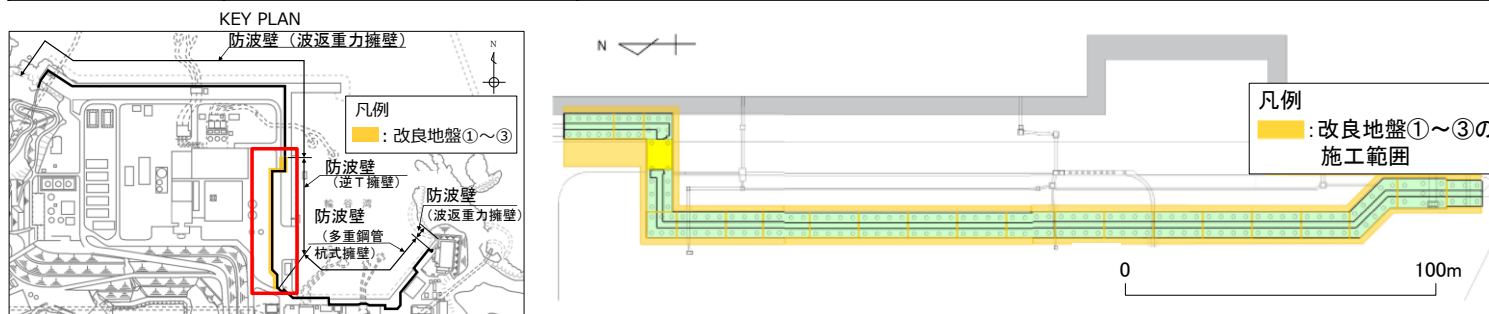 KEY PLAN
防波壁（波返重力擁壁）
N
凡例
：改良地盤①～③
防波壁
（逆T擁壁）
防波壁
（波返重力擁壁）
輪谷湾
防波壁
（多重鋼管
杭式擁壁）
N
凡例
：改良地盤①～③の
施工範囲
0
100m